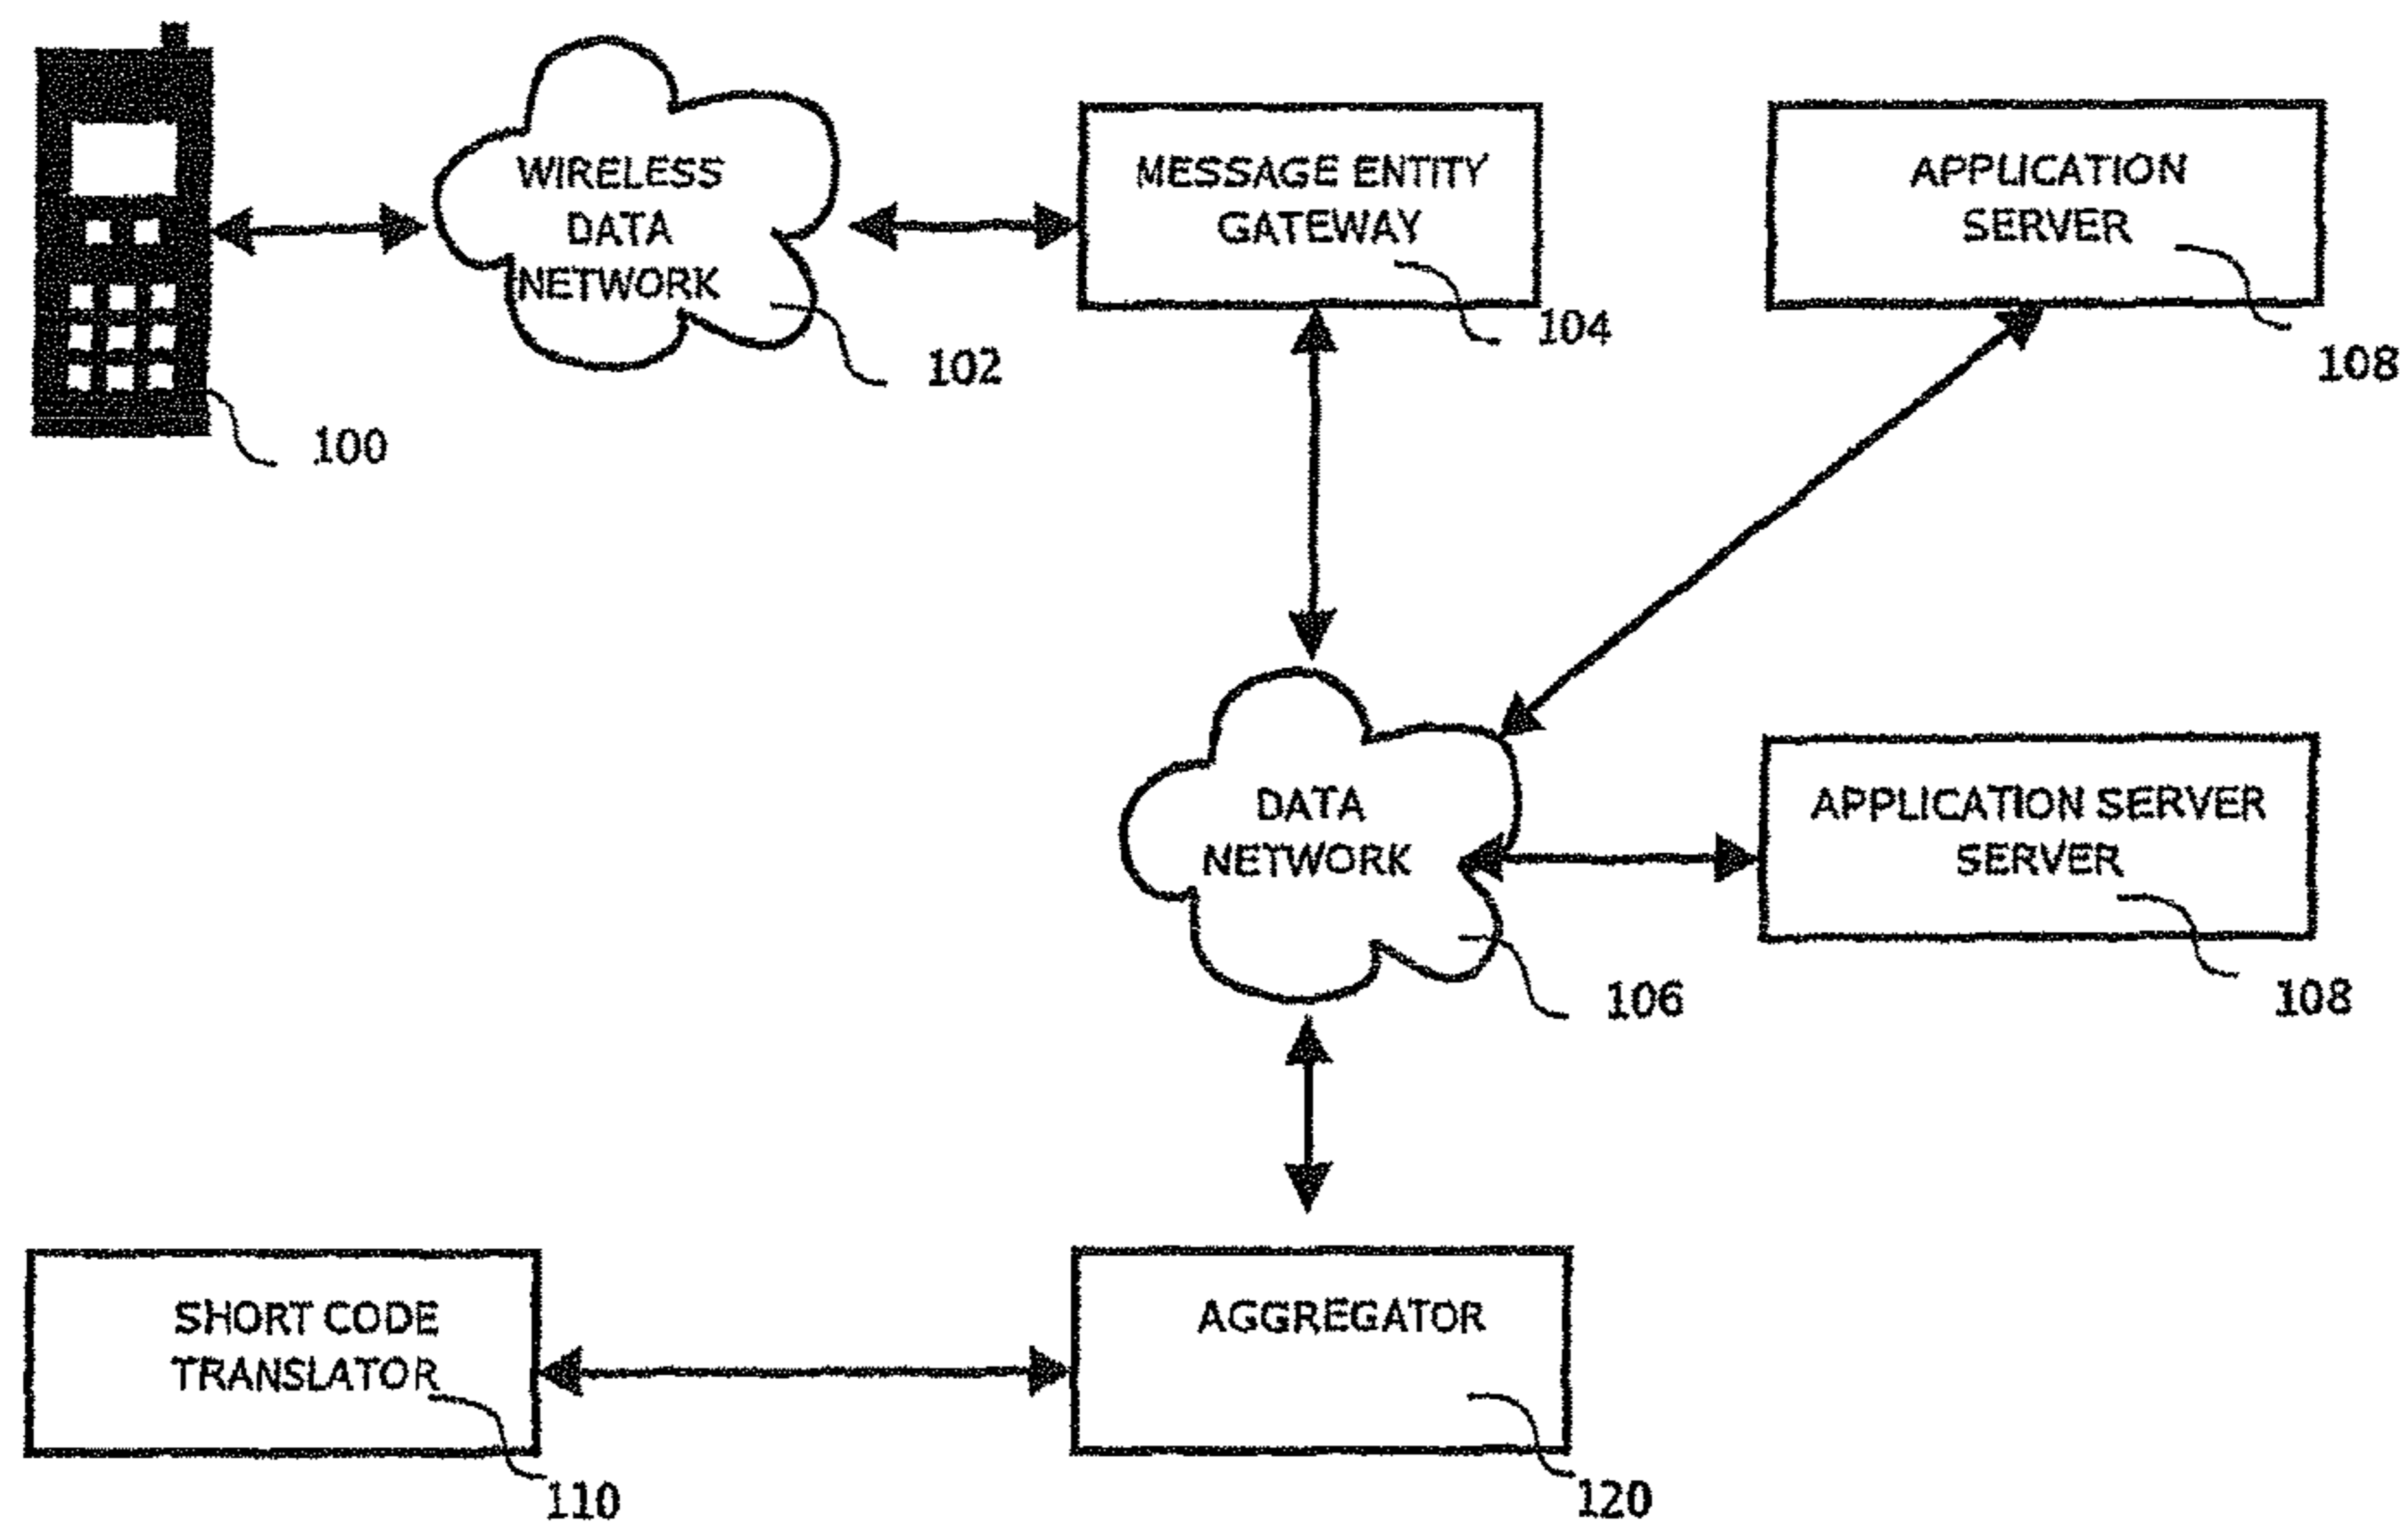 WIRELESS
DATA
NETWORK
102
100
MESSAGE ENTITY
GATEWAY
104
APPLICATION
SERVER
108
DATA
NETWORK
106
APPLICATION SERVER
SERVER
108
SHORT CODE
TRANSLATOR
110
AGGREGATOR
120